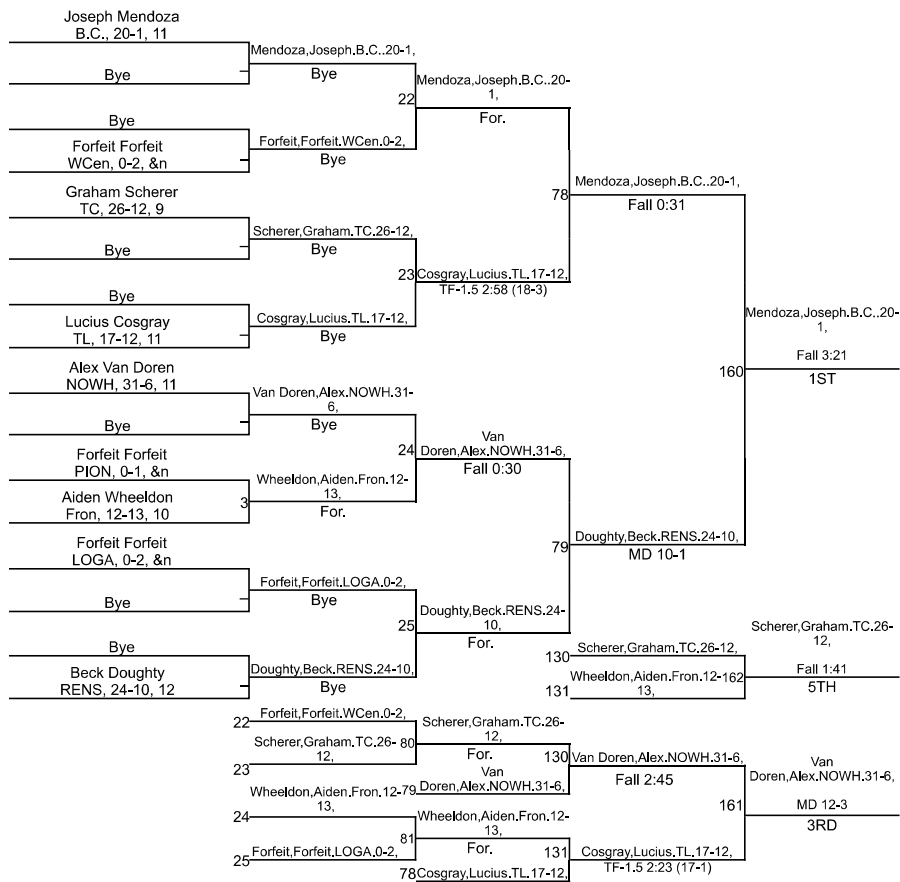 Joseph Mendoza
B.C., 20-1, 11
Bye
Bye
Forfeit Forfeit
WCen, 0-2, &n
Graham Scherer
TC, 26-12, 9
Bye
Bye
Lucius Cosgray
TL, 17-12, 11
Alex Van Doren
NOWH, 31-6, 11
Bye
Forfeit Forfeit
PION, 0-1, &n
Aiden Wheeldon
Fron, 12-13, 10
3
Forfeit Forfeit
LOGA, 0-2, &n
Bye
Bye
Beck Doughty
RENS, 24-10, 12
Mendoza,Joseph.B.C..20-1,
Bye
22
Forfeit,Forfeit.WCen.0-2,
Bye
Scherer,Graham.TC.26-12,
Bye
23
Cosgray,Lucius.TL.17-12,
Bye
Van Doren,Alex.NOWH.31-
6,
Bye
24
Wheeldon,Aiden.Fron.12-
13,
For.
Forfeit,Forfeit.LOGA.0-2,
Bye
25
Doughty,Beck.RENS.24-10,
Bye
Mendoza,Joseph.B.C..20-
1,
For.
78
Cosgray,Lucius.TL.17-12,
TF-1.5 2:58 (18-3)
Van
Doren,Alex.NOWH.31-6,
Fall 0:30
79
Doughty,Beck.RENS.24-
10,
For.
Mendoza,Joseph.B.C..20-1,
Fall 0:31
160
Doughty,Beck.RENS.24-10,
MD 10-1
Mendoza,Joseph.B.C..20-
1,
Fall 3:21
1ST
130
Scherer,Graham.TC.26-12,
131
Wheeldon,Aiden.Fron.12-
13,
162
Scherer,Graham.TC.26-
12,
Fall 1:41
5TH
22
Forfeit,Forfeit.WCen.0-2,
23
Scherer,Graham.TC.26-
12,
80
24
Wheeldon,Aiden.Fron.12-
13,
25
Forfeit,Forfeit.LOGA.0-2,
81
Scherer,Graham.TC.26-
12,
For.
79
Van
Doren,Alex.NOWH.31-6,
130
Wheeldon,Aiden.Fron.12-
13,
For.
78
Cosgray,Lucius.TL.17-12,
131
Van Doren,Alex.NOWH.31-6,
Fall 2:45
161
Cosgray,Lucius.TL.17-12,
TF-1.5 2:23 (17-1)
Van
Doren,Alex.NOWH.31-6,
MD 12-3
3RD